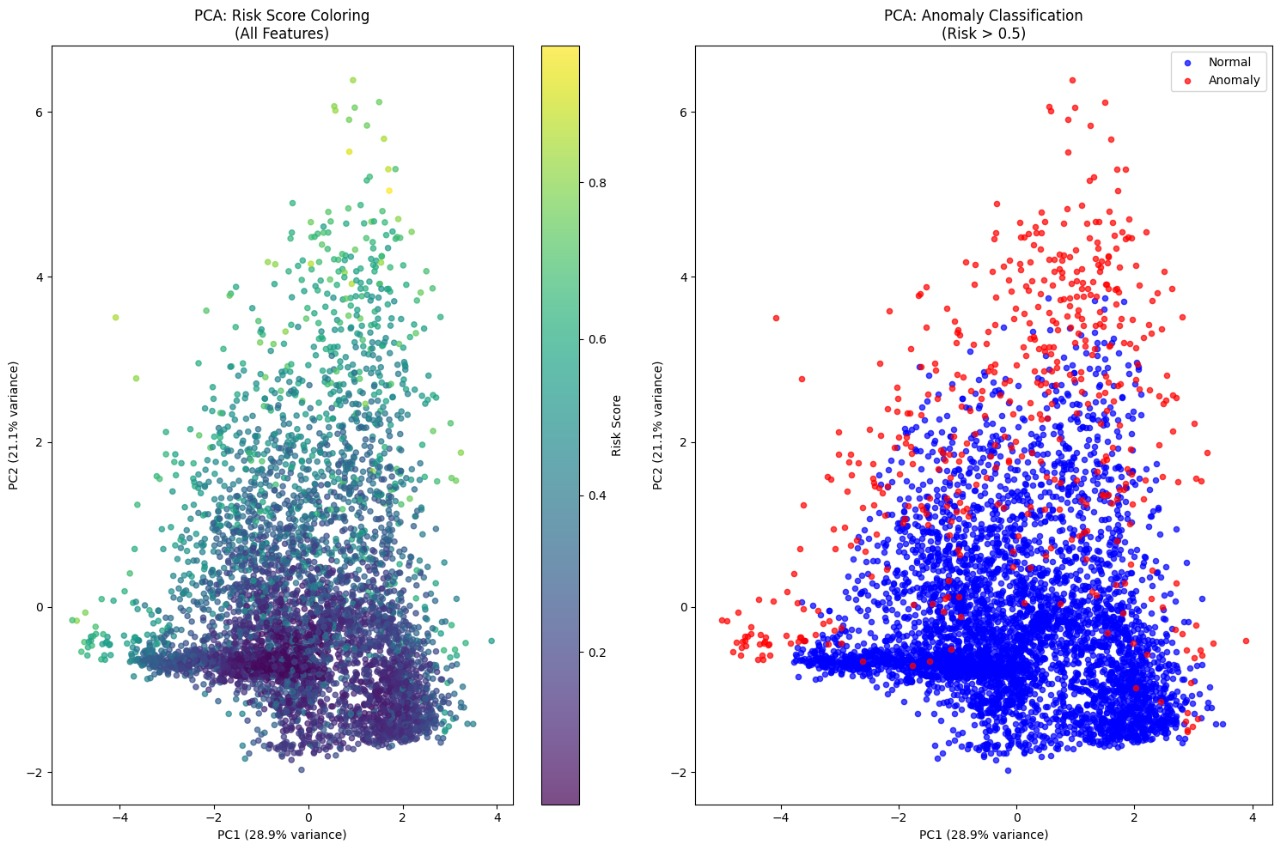 PCA: Risk Score Coloring
(All Features)
6
4
2
0
−2
−4
−2
0
2
4
PC2 (21.1% variance)
PC1 (28.9% variance)
0.8
0.6
0.4
0.2
Risk Score
PCA: Anomaly Classification
(Risk > 0.5)
Normal
Anomaly
6
4
2
0
−2
−4
−2
0
2
4
PC2 (21.1% variance)
PC1 (28.9% variance)